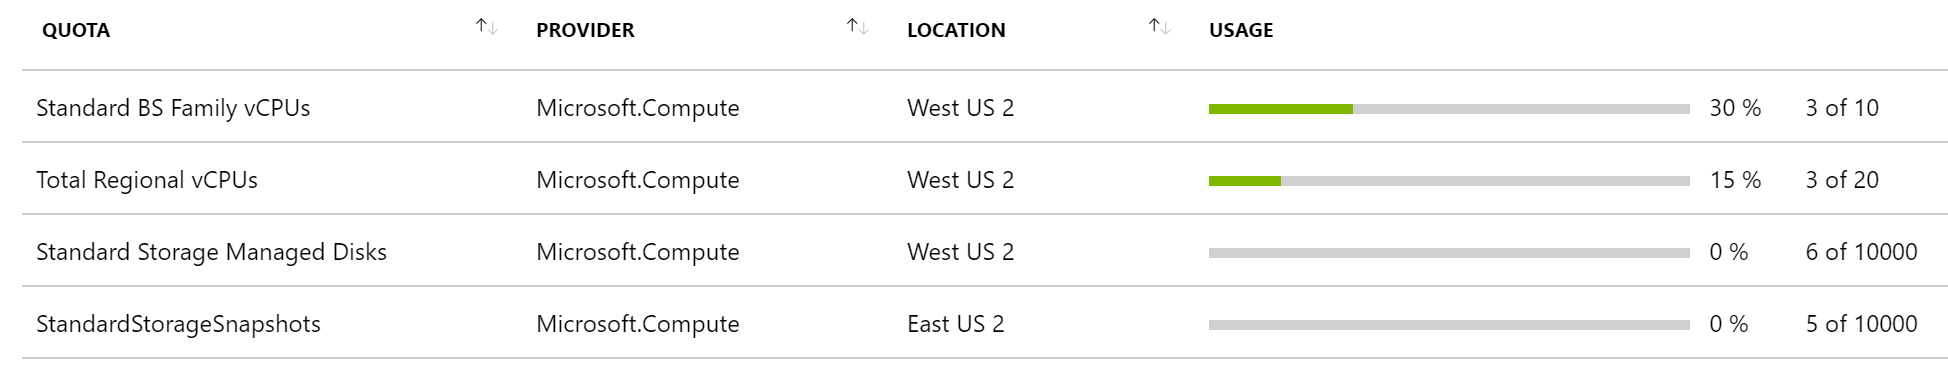 QUOTA PROVIDER LOCATION USAGE
Standard BS Family vCPUs Microsoft.Compute West US 2 30 % 3 of 10
Total Regional vCPUs Microsoft.Compute West US 2 15 % 3 of 20
Standard Storage Managed Disks Microsoft.Compute West US 2 0 % 6 of 10000
StandardStorageSnapshots Microsoft.Compute East US 2 0 % 5 of 10000